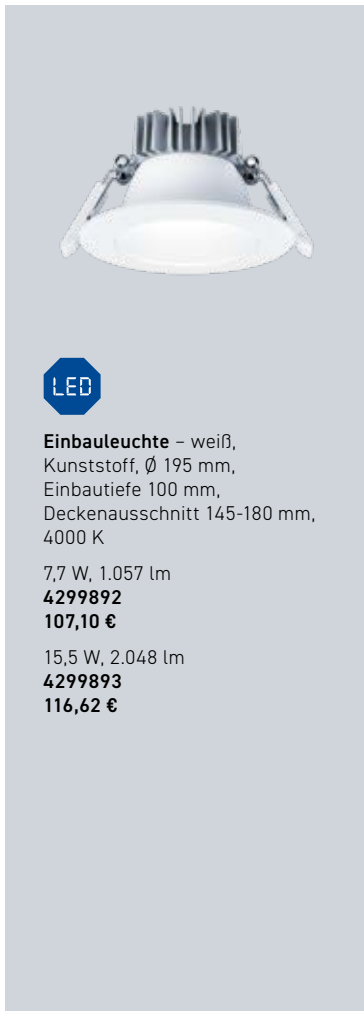 LED
Einbauleuchte – weiß,
Kunststoff, Ø 195 mm,
Einbautiefe 100 mm,
Deckenausschnitt 145-180 mm,
4000 K
7,7 W, 1.057 lm
4299892
107,10 €
15,5 W, 2.048 lm
4299893
116,62 €